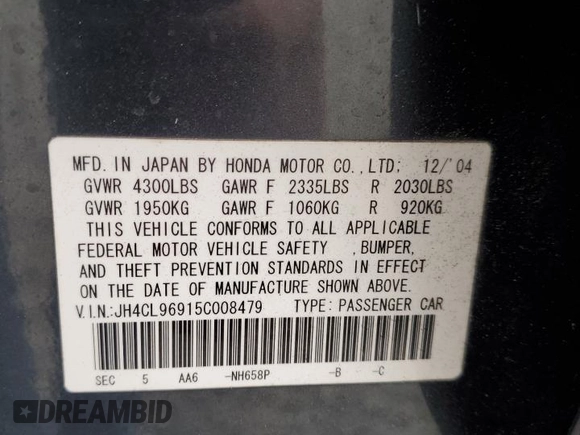 MFD. IN JAPAN BY HONDA MOTOR CO., LTD; 12/'04
GVWR 4300LBS GAWR F 2335LBS R 2030LBS
GVWR 1950KG GAWR F 1060KG R 920KG
THIS VEHICLE CONFORMS TO ALL APPLICABLE
FEDERAL MOTOR VEHICLE SAFETY , BUMPER,
AND THEFT PREVENTION STANDARDS IN EFFECT
ON THE DATE OF MANUFACTURE SHOWN ABOVE.
V.I.N:JH4CL96915C008479 TYPE: PASSENGER CAR
SEC 5 AA6 -NH658P -B -C
DREAMBID